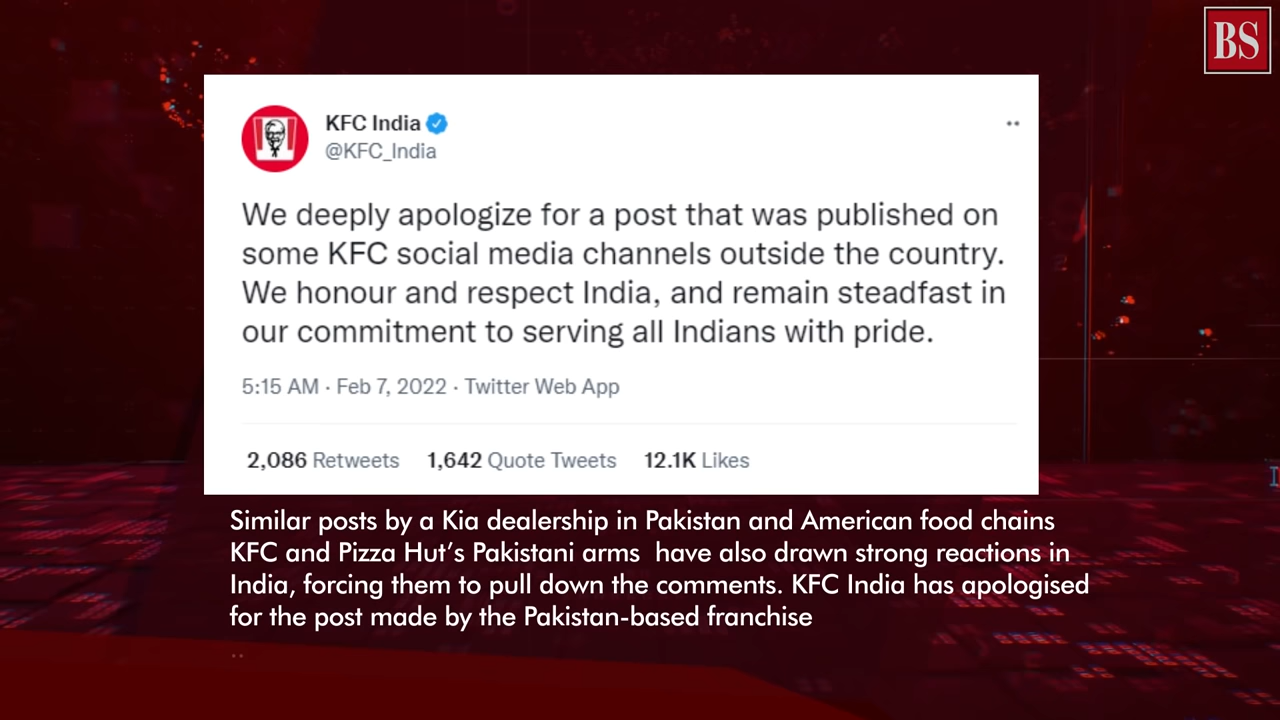 BS
KFC India
@KFC_India
We deeply apologize for a post that was published on
some KFC social media channels outside the country.
We honour and respect India, and remain steadfast in
our commitment to serving all Indians with pride.
5:15 AM · Feb 7, 2022 · Twitter Web App
2,086 Retweets 1,642 Quote Tweets 12.1K Likes
Similar posts by a Kia dealership in Pakistan and American food chains
KFC and Pizza Hut’s Pakistani arms have also drawn strong reactions in
India, forcing them to pull down the comments. KFC India has apologised
for the post made by the Pakistan-based franchise